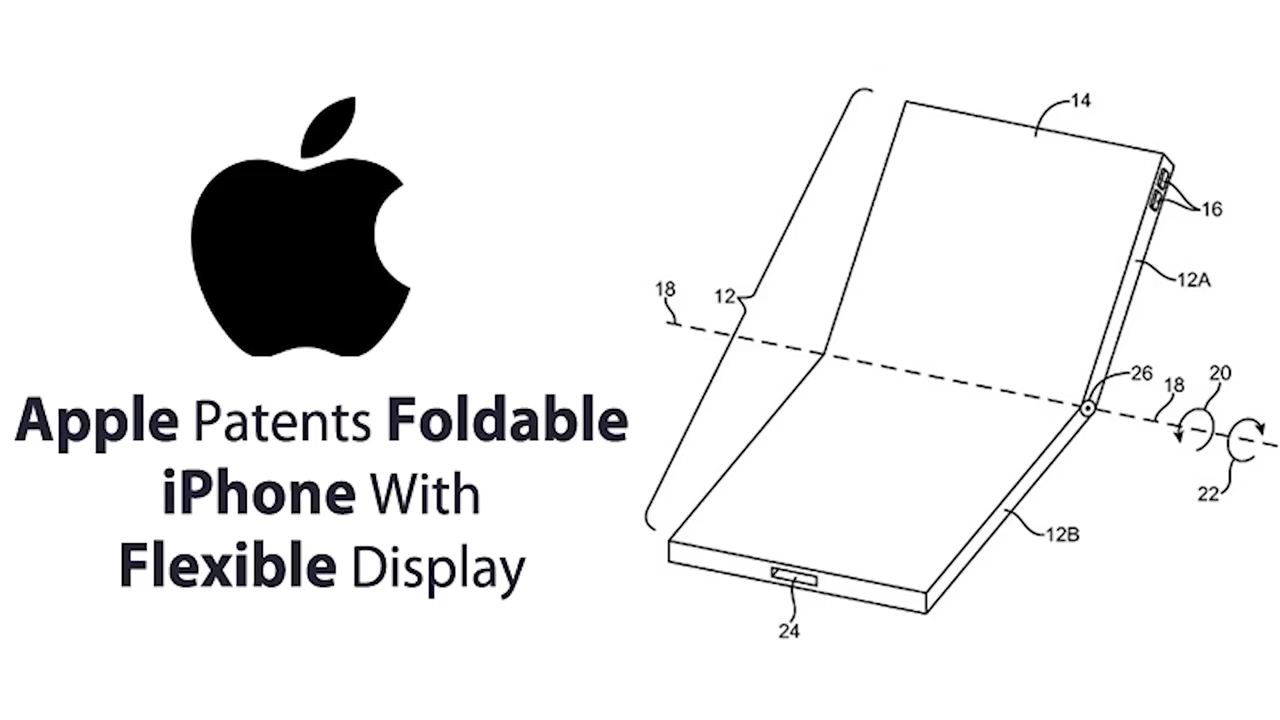 Apple Patents Foldable
iPhone With
Flexible Display
14
16
12A
18
12
26
18
20
22
12B
24